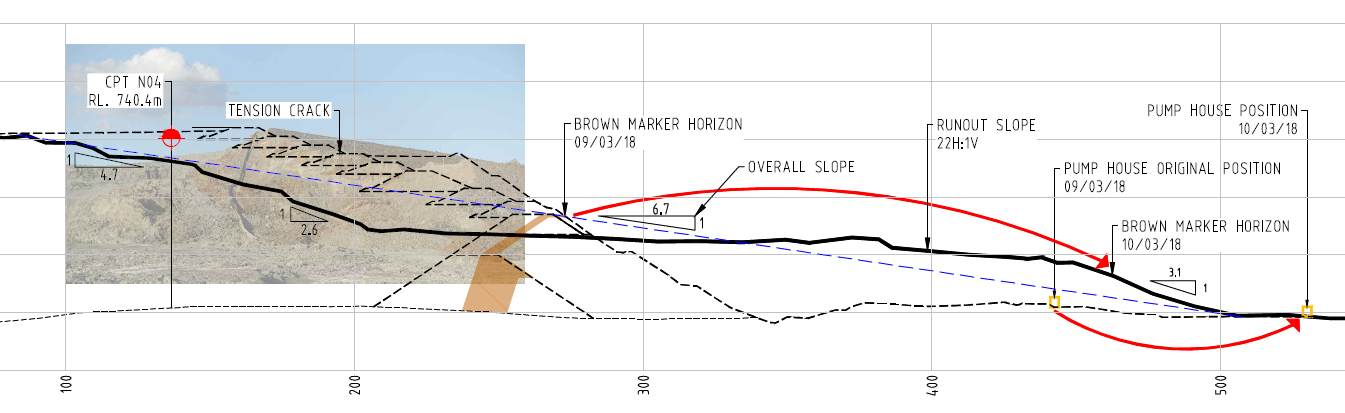 CPT N04
RL. 740.4m
TENSION CRACK
BROWN MARKER HORIZON
09/03/18
OVERALL SLOPE
RUNOUT SLOPE
22H:1V
PUMP HOUSE POSITION
10/03/18
PUMP HOUSE ORIGINAL POSITION
09/03/18
BROWN MARKER HORIZON
10/03/18
1
4.7
1
2.6
6.7
1
3.1
1
100
200
300
400
500